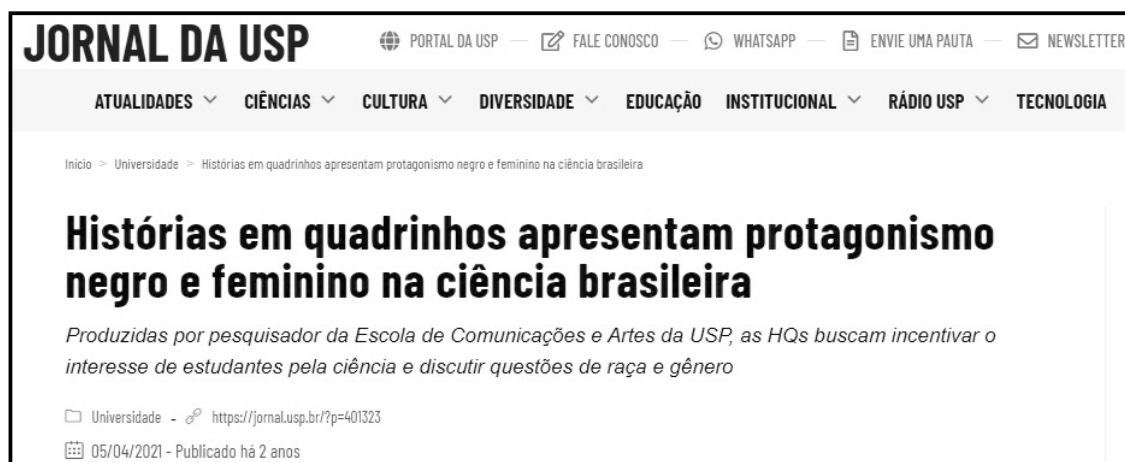 JORNAL DA USP PORTAL DA USP — FALE CONOSCO — WHATSAPP — ENVIE UMA PAUTA — NEWSLETTER
ATUALIDADES CIÊNCIAS CULTURA DIVERSIDADE EDUCAÇÃO INSTITUCIONAL RÁDIO USP TECNOLOGIA
Início > Universidade > Histórias em quadrinhos apresentam protagonismo negro e feminino na ciência brasileira
Histórias em quadrinhos apresentam protagonismo
negro e feminino na ciência brasileira
Produzidas por pesquisador da Escola de Comunicações e Artes da USP, as HQs buscam incentivar o
interesse de estudantes pela ciência e discutir questões de raça e gênero
Universidade - https://jornal.usp.br/?p=401323
05/04/2021 - Publicado há 2 anos